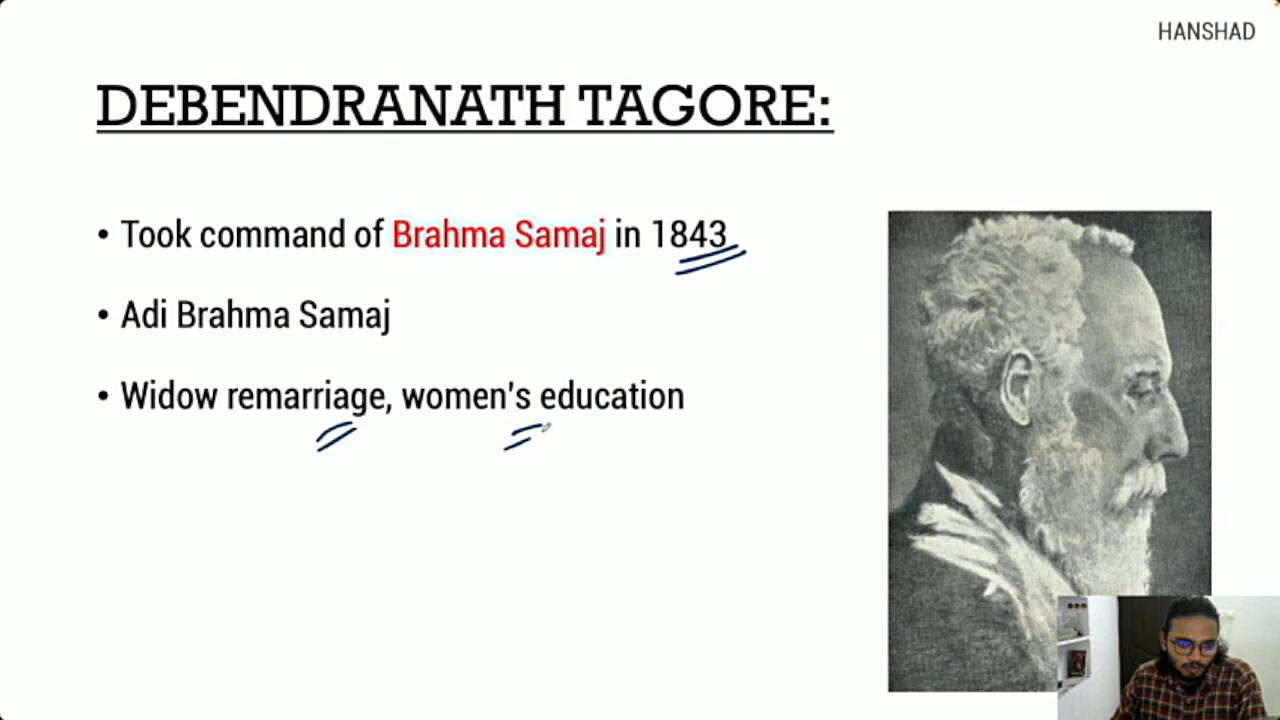 HANSHAD
DEBENDRANATH TAGORE:
• Took command of Brahma Samaj in 1843
• Adi Brahma Samaj
• Widow remarriage, women's education